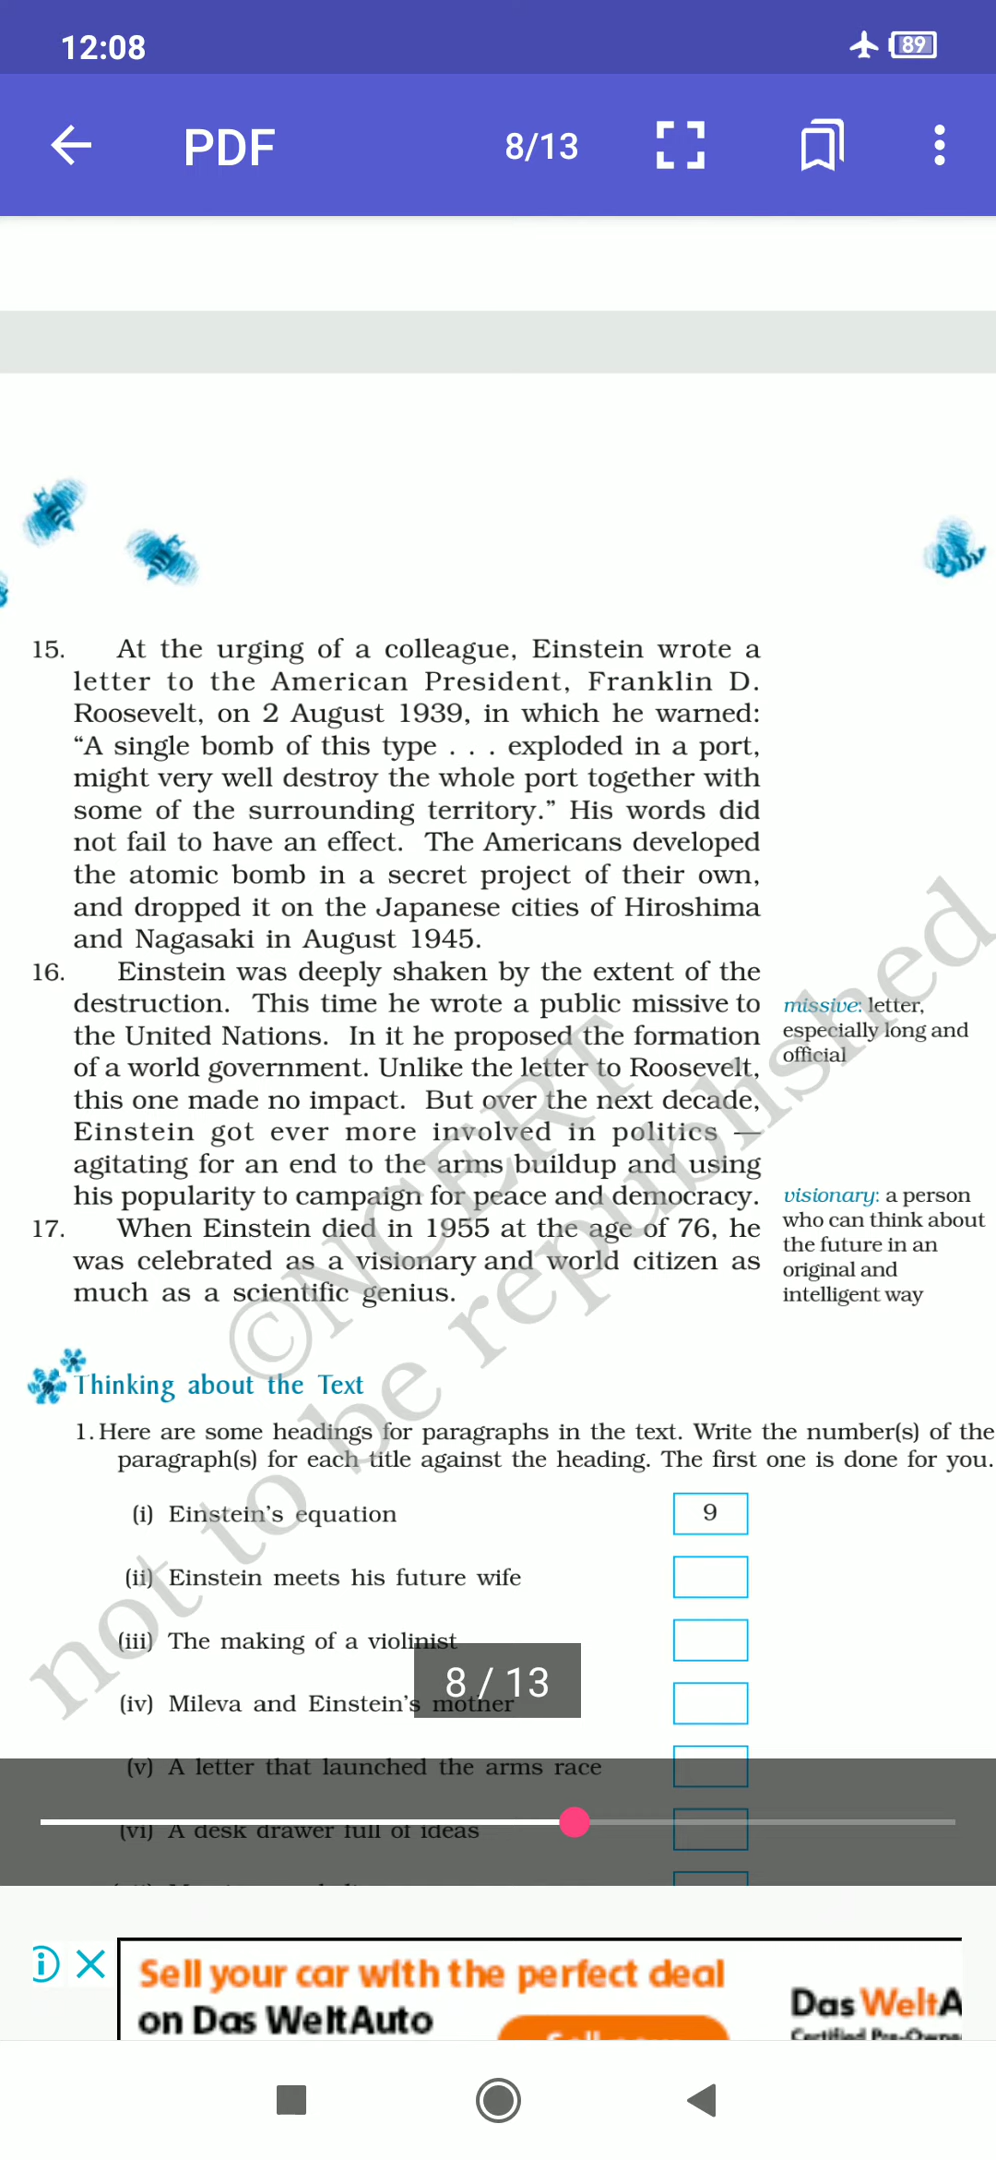 12:08
89
PDF
8/13
15. At the urging of a colleague, Einstein wrote a
letter to the American President, Franklin D.
Roosevelt, on 2 August 1939, in which he warned:
“A single bomb of this type . . . exploded in a port,
might very well destroy the whole port together with
some of the surrounding territory.” His words did
not fail to have an effect. The Americans developed
the atomic bomb in a secret project of their own,
and dropped it on the Japanese cities of Hiroshima
and Nagasaki in August 1945.
16. Einstein was deeply shaken by the extent of the
destruction. This time he wrote a public missive to
the United Nations. In it he proposed the formation
of a world government. Unlike the letter to Roosevelt,
this one made no impact. But over the next decade,
Einstein got ever more involved in politics —
agitating for an end to the arms buildup and using
his popularity to campaign for peace and democracy.
17. When Einstein died in 1955 at the age of 76, he
was celebrated as a visionary and world citizen as
much as a scientific genius.
missive: letter,
especially long and
official
visionary: a person
who can think about
the future in an
original and
intelligent way
©NCERT
not to be republished
Thinking about the Text
1. Here are some headings for paragraphs in the text. Write the number(s) of the
paragraph(s) for each title against the heading. The first one is done for you.
(i) Einstein’s equation 9
(ii) Einstein meets his future wife
(iii) The making of a violinist
(iv) Mileva and Einstein’s mother
8 / 13
(v) A letter that launched the arms race
(vi) A desk drawer full of ideas
Sell your car with the perfect deal
on Das WeltAuto
Das WeltA